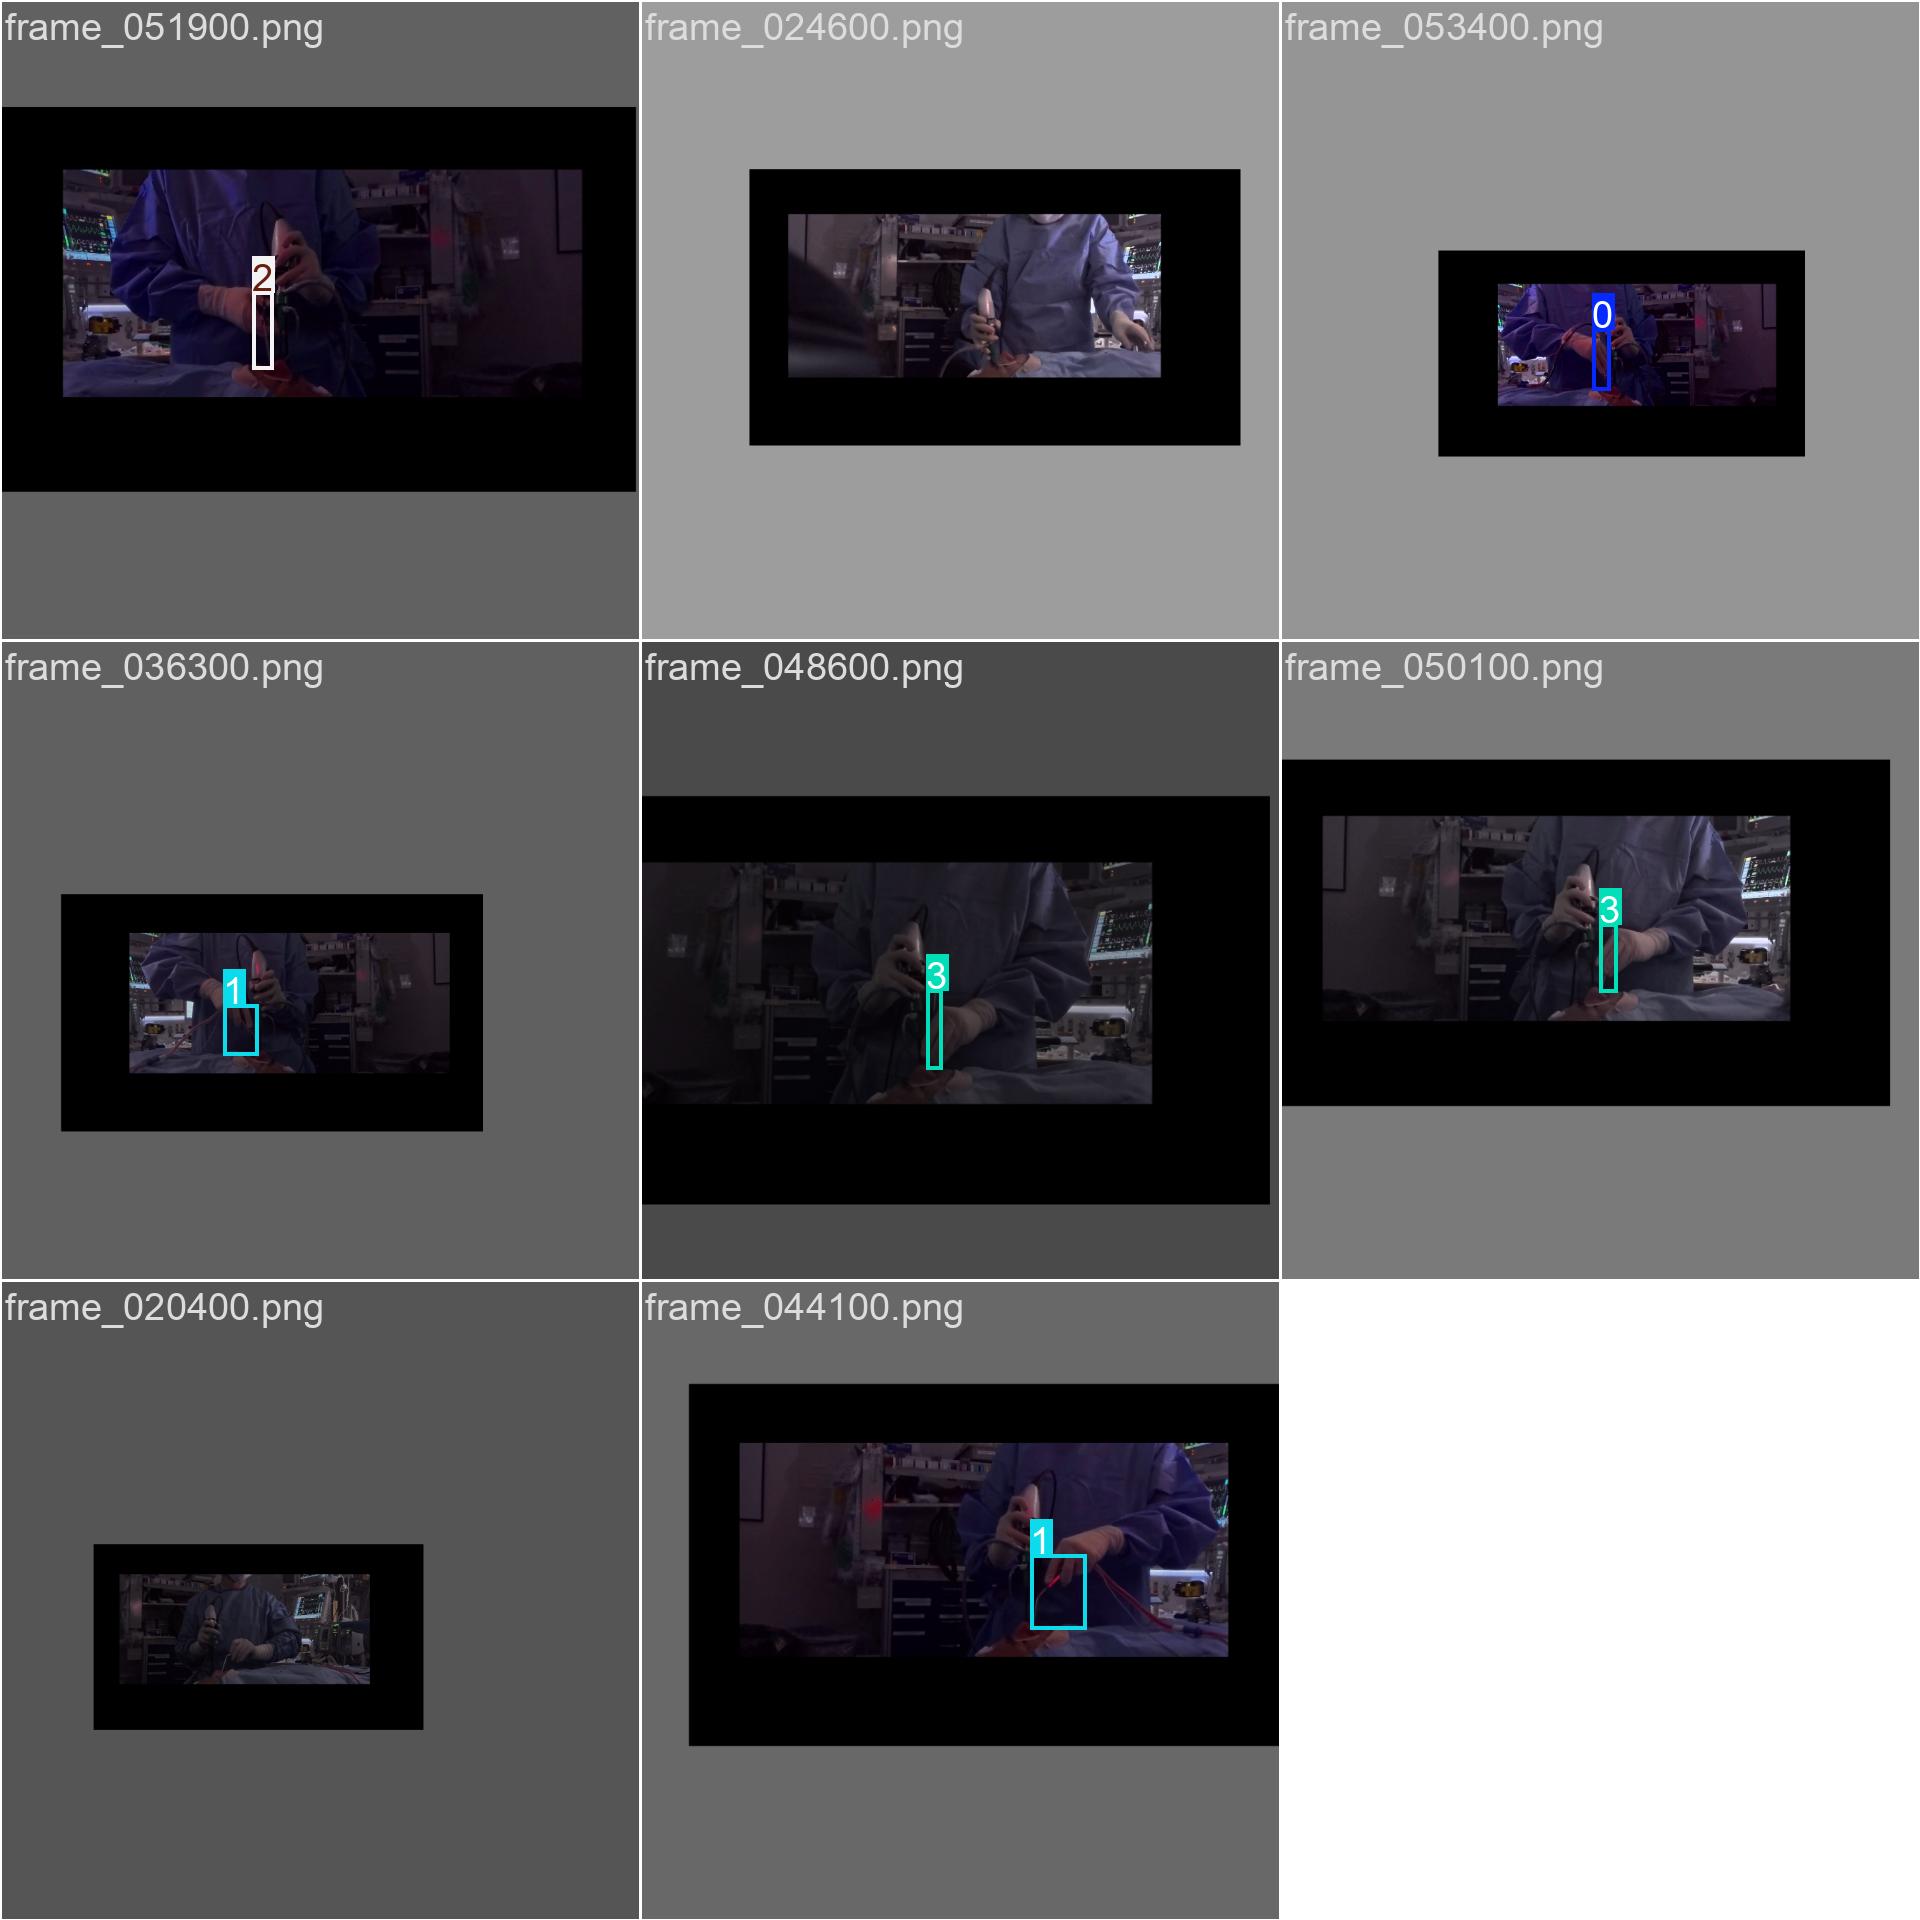 frame_051900.png
frame_024600.png
frame_053400.png
2
0
frame_036300.png
frame_048600.png
frame_050100.png
1
3
3
frame_020400.png
frame_044100.png
1